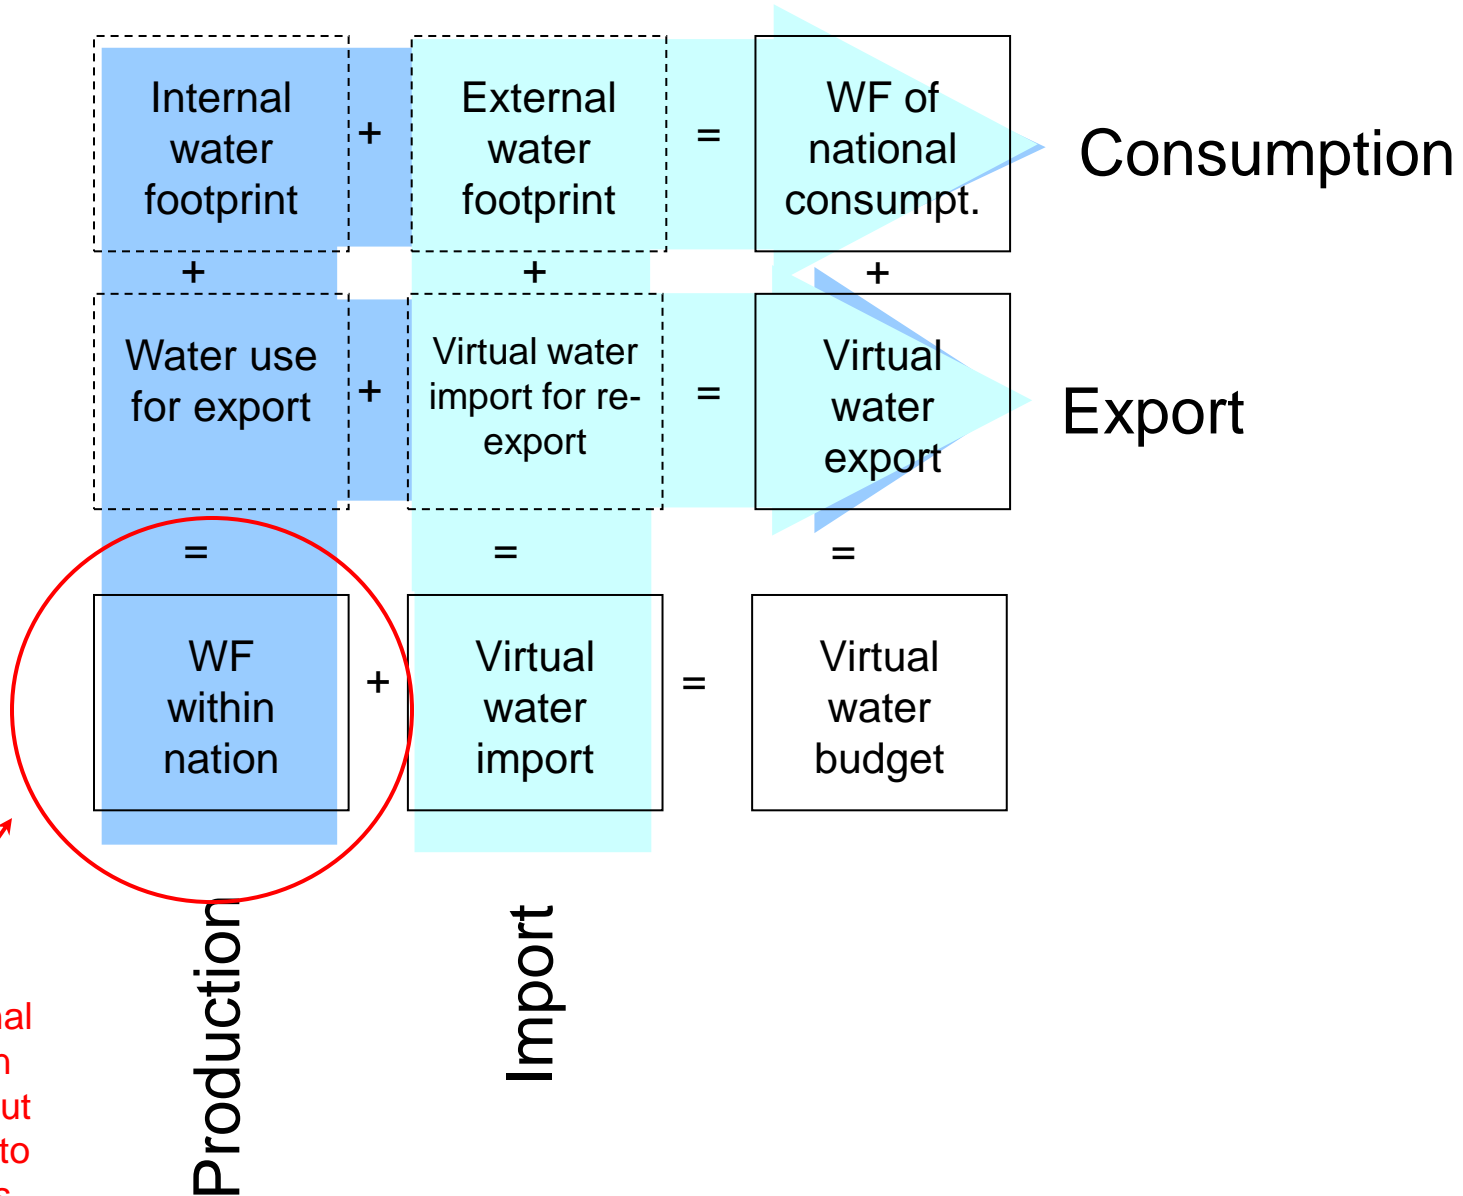 Internal
water
footprint
+
External
water
footprint
=
WF of
national
consumpt.
Consumption
+
+
+
Water use
for export
+
Virtual water
import for re-
export
=
Virtual
water
export
Export
=
=
=
WF
within
nation
+
Virtual
water
import
=
Virtual
water
budget
Production
Import
ut
to